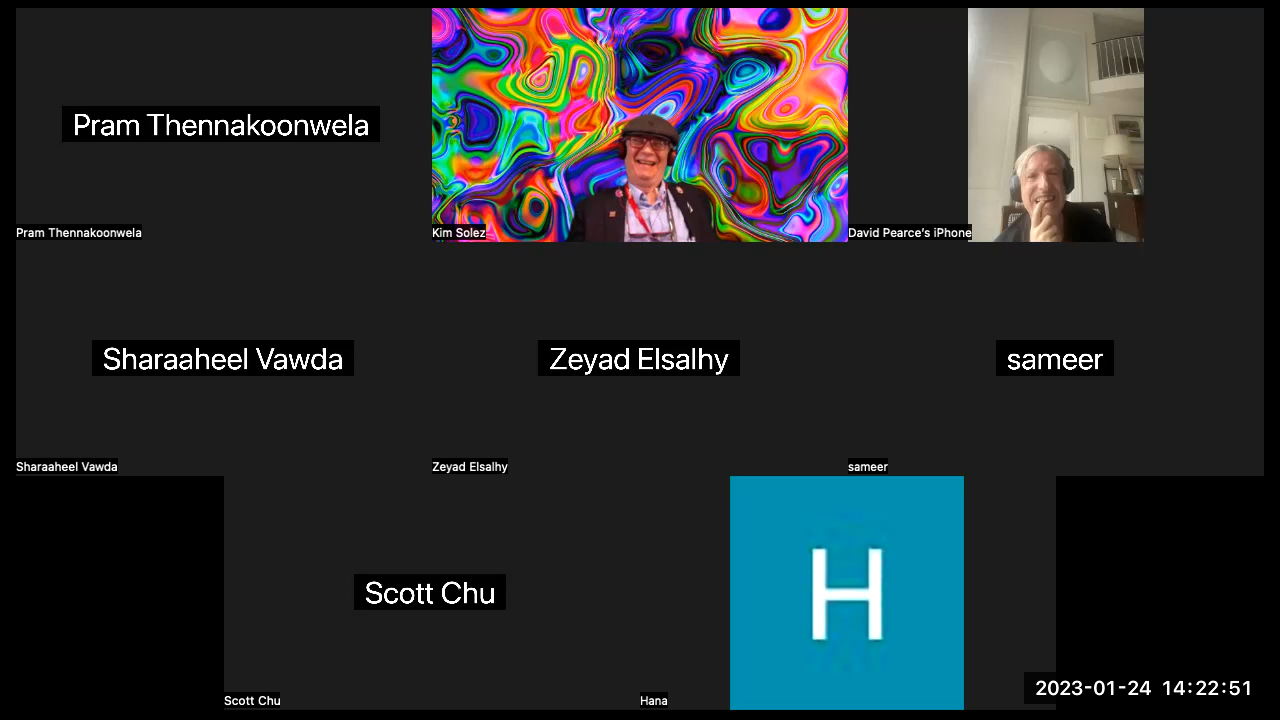 Pram Thennakoonwela
Pram Thennakoonwela
Kim Solez
David Pearce’s iPhone
Sharaaheel Vawda
Zeyad Elsalhy
sameer
Sharaaheel Vawda
Zeyad Elsalhy
sameer
Scott Chu
H
Scott Chu
Hana
2023-01-24 14:22:51